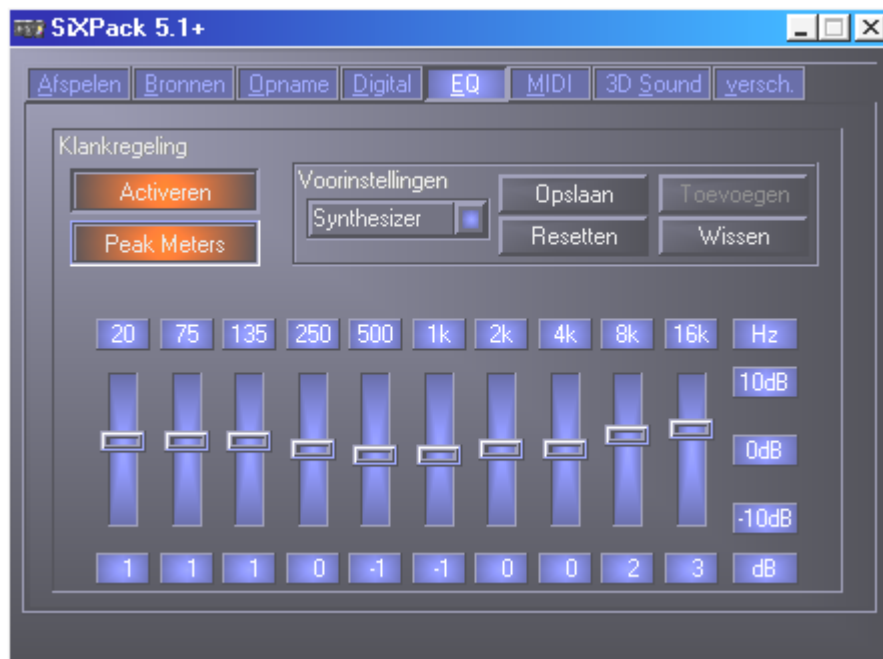 SiXPack 5.1+
Afspelen Bronnen Opname Digital EQ MIDI 3D Sound versch.
Klankregeling
Activeren
Peak Meters
Voorinstellingen
Synthesizer
Opslaan Toevoegen
Resetten Wissen
20 75 135 250 500 1k 2k 4k 8k 16k Hz
10dB
0dB
-10dB
1 1 1 0 -1 -1 0 0 2 3 dB